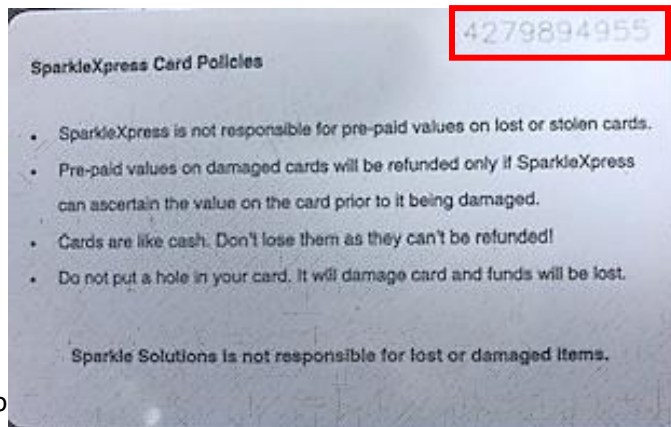 4279894955
SparkleXpress Card Policies
• SparkleXpress is not responsible for pre-paid values on lost or stolen cards.
• Pre-paid values on damaged cards will be refunded only if SparkleXpress
can ascertain the value on the card prior to it being damaged.
• Cards are like cash. Don't lose them as they can't be refunded!
• Do not put a hole in your card. It will damage card and funds will be lost.
Sparkle Solutions is not responsible for lost or damaged items.